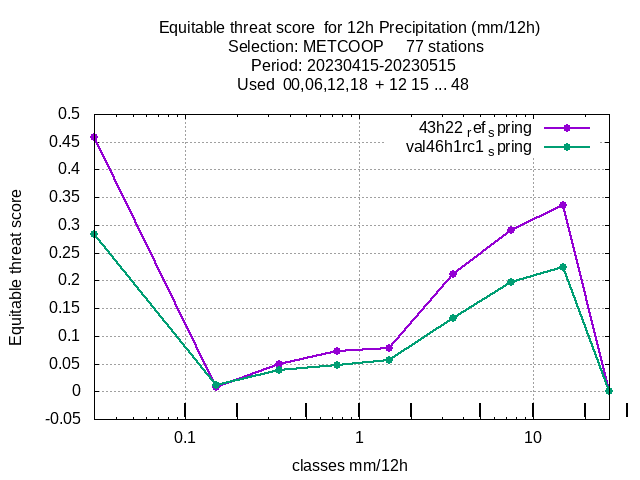 Equitable threat score  for 12h Precipitation (mm/12h)
Selection: METCOOP     77 stations
Period: 20230415-20230515
Used  00,06,12,18  + 12 15 ... 48
43h22 ref spring
val46h1rc1 spring
Equitable threat score
0.5
0.45
0.4
0.35
0.3
0.25
0.2
0.15
0.1
0.05
0
-0.05
0.1
1
10
classes mm/12h